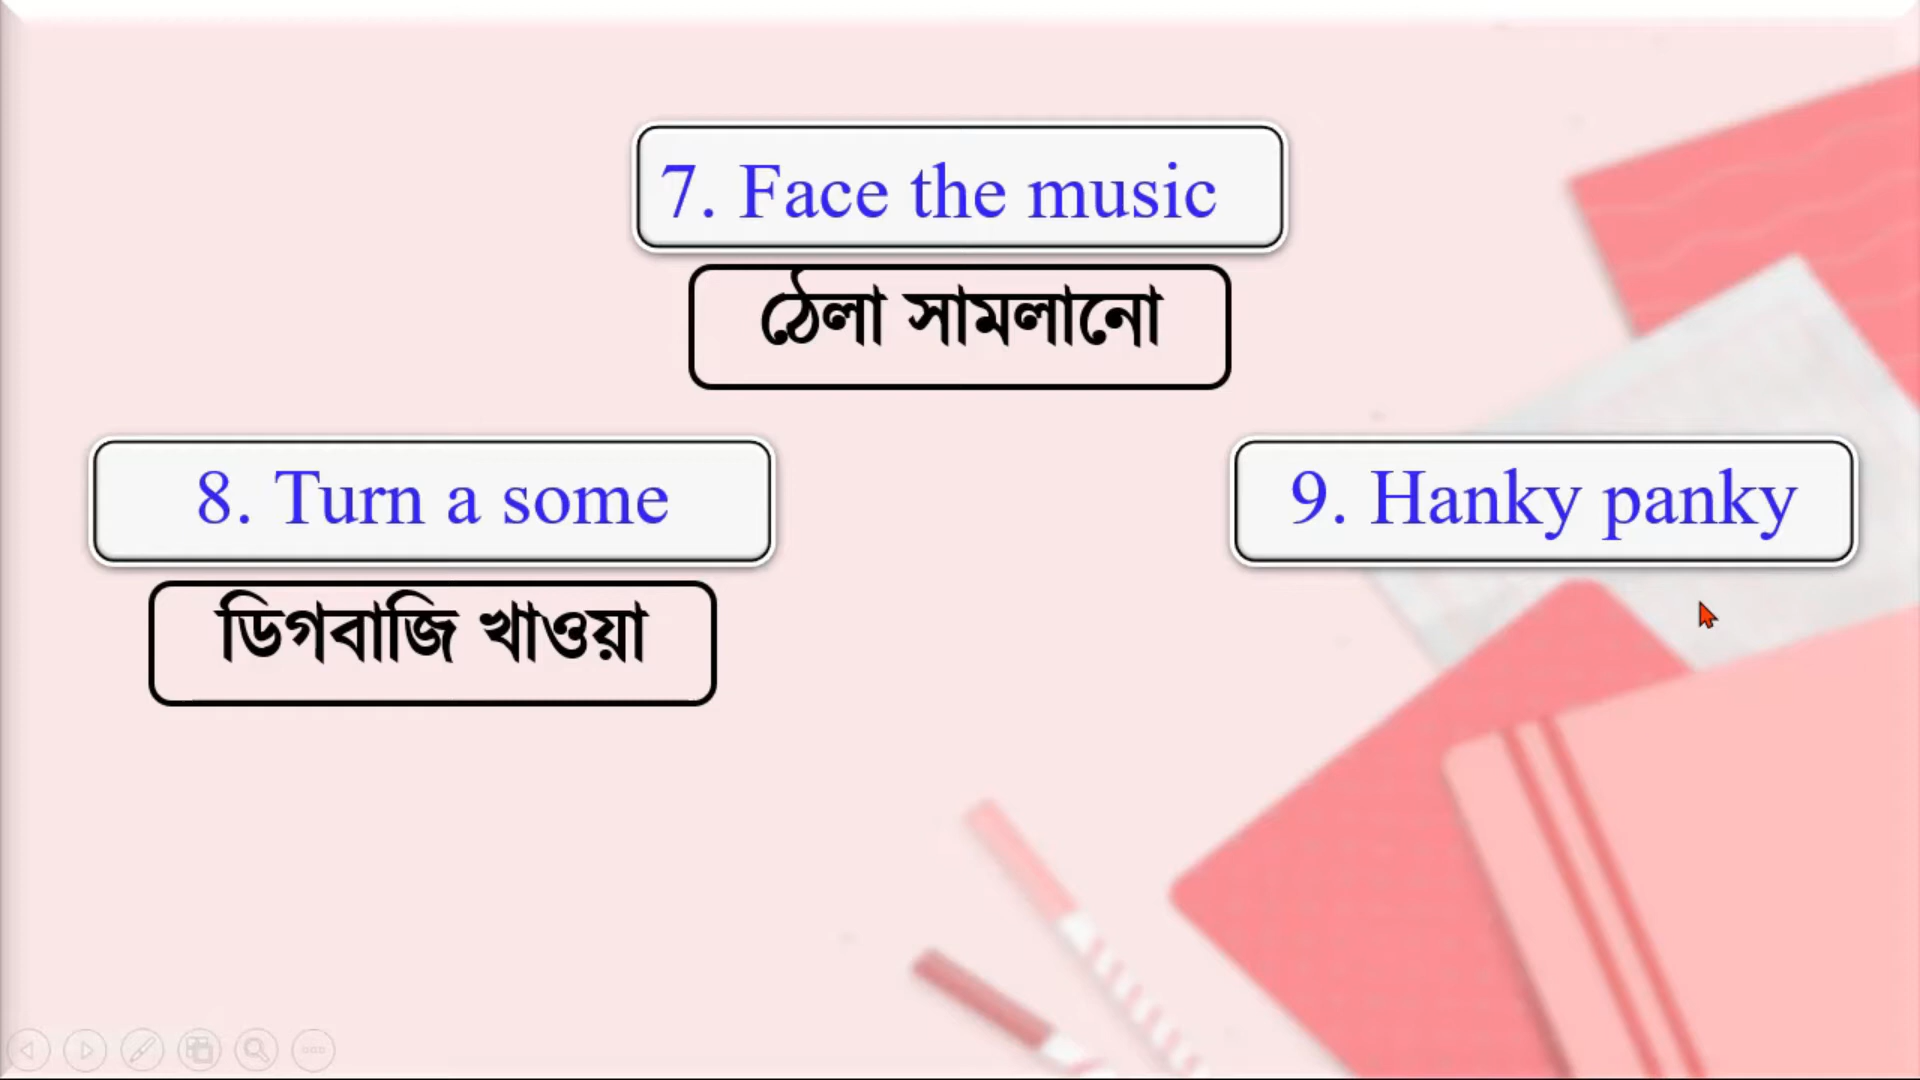 7. Face the music
ঠেলা সামলানো
8. Turn a some
ডিগবাজি খাওয়া
9. Hanky panky